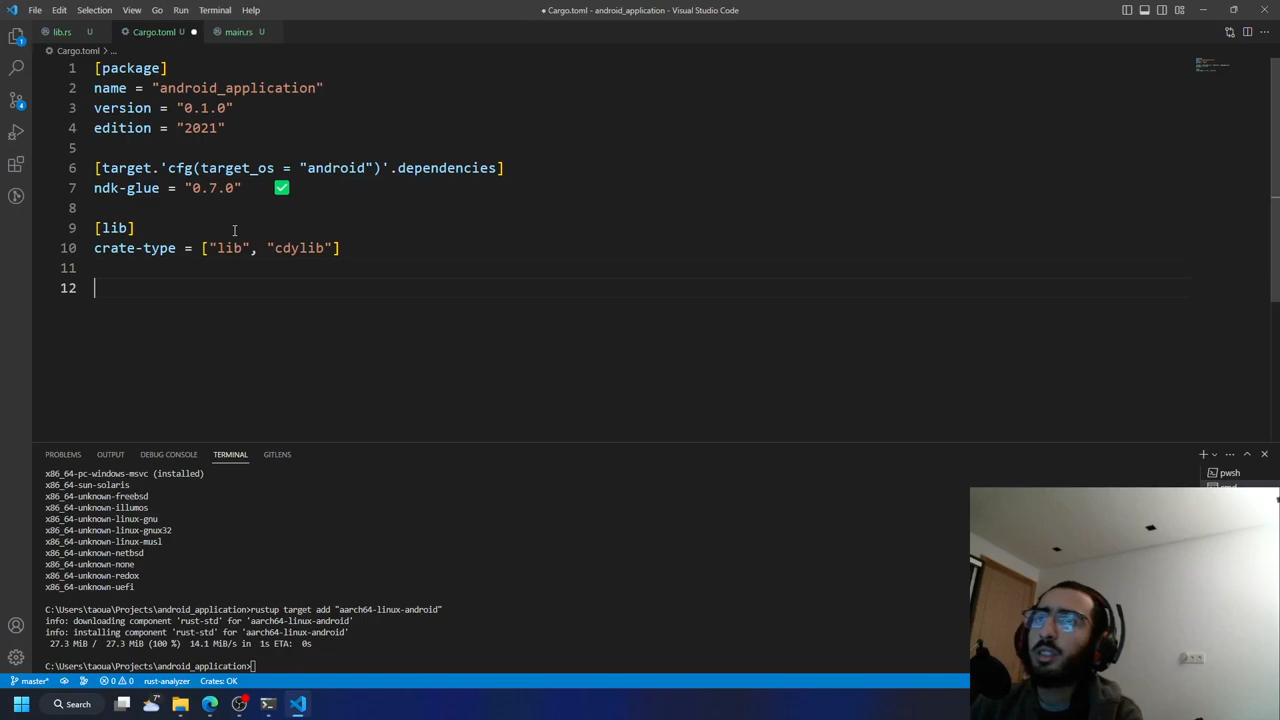 File Edit Selection View Go Run Terminal Help
● Cargo.toml - android_application - Visual Studio Code
lib.rs U
Cargo.toml U ●
main.rs U
Cargo.toml > ...
1 [package]
2 name = "android_application"
3 version = "0.1.0"
4 edition = "2021"
5
6 [target.'cfg(target_os = "android")'.dependencies]
7 ndk-glue = "0.7.0" ✅
8
9 [lib]
10 crate-type = ["lib", "cdylib"]
11
12
PROBLEMS OUTPUT DEBUG CONSOLE TERMINAL GITLENS
x86_64-pc-windows-msvc (installed)
x86_64-sun-solaris
x86_64-unknown-freebsd
x86_64-unknown-illumos
x86_64-unknown-linux-gnu
x86_64-unknown-linux-gnux32
x86_64-unknown-linux-musl
x86_64-unknown-netbsd
x86_64-unknown-none
x86_64-unknown-redox
x86_64-unknown-uefi
C:\Users\taoua\Projects\android_application>rustup target add "aarch64-linux-android"
info: downloading component 'rust-std' for 'aarch64-linux-android'
info: installing component 'rust-std' for 'aarch64-linux-android'
27.3 MiB / 27.3 MiB (100 %) 14.1 MiB/s in 1s ETA: 0s
C:\Users\taoua\Projects\android_application>
pwsh
1
4
master* 0 0 rust-analyzer Crates: OK
7°
Search